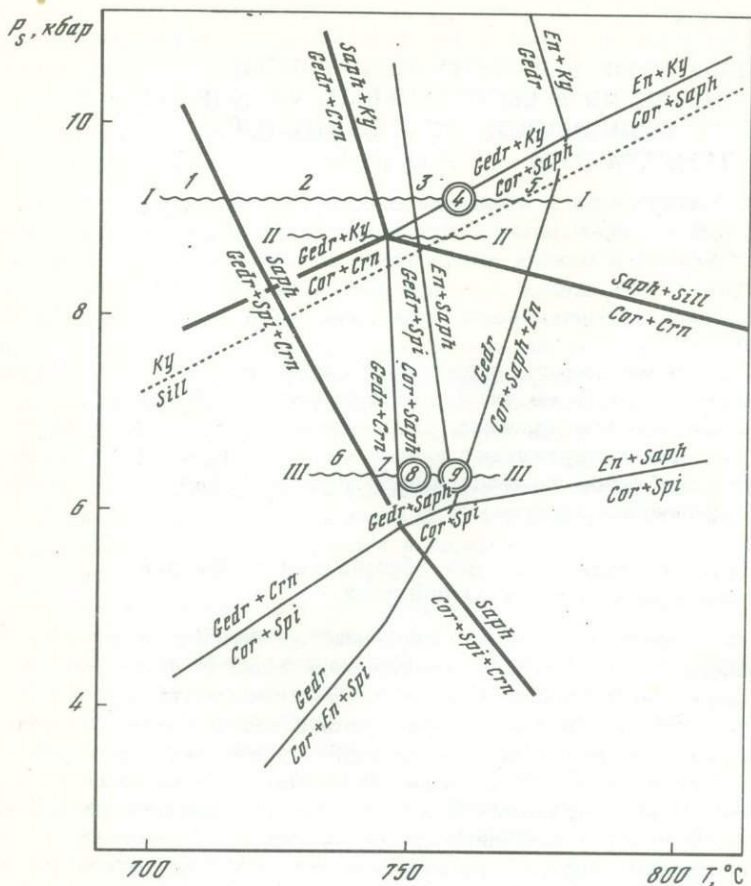 P_s, кбар
10
8
6
4
700
750
800
T, °C
Saph+Ky
Gedr+Crn
En+Ky
Gedr
En+Ky
Cor+Saph
Gedr+Ky
Cor+Saph
I
1
2
3
4
5
I
II
II
Gedr+Ky
Cor+Crn
Saph
Gedr+Spi+Crn
En+Saph
Gedr+Spi
Cor+Saph
Gedr+Crn
Gedr
Cor+Saph+En
Saph+Sill
Cor+Crn
Ky
Sill
III
6
7
8
9
III
En+Saph
Cor+Spi
Gedr+Saph
Cor+Spi
Gedr+Crn
Cor+Spi
Saph
Cor+Spi+Crn
Gedr
Cor+En+Spi